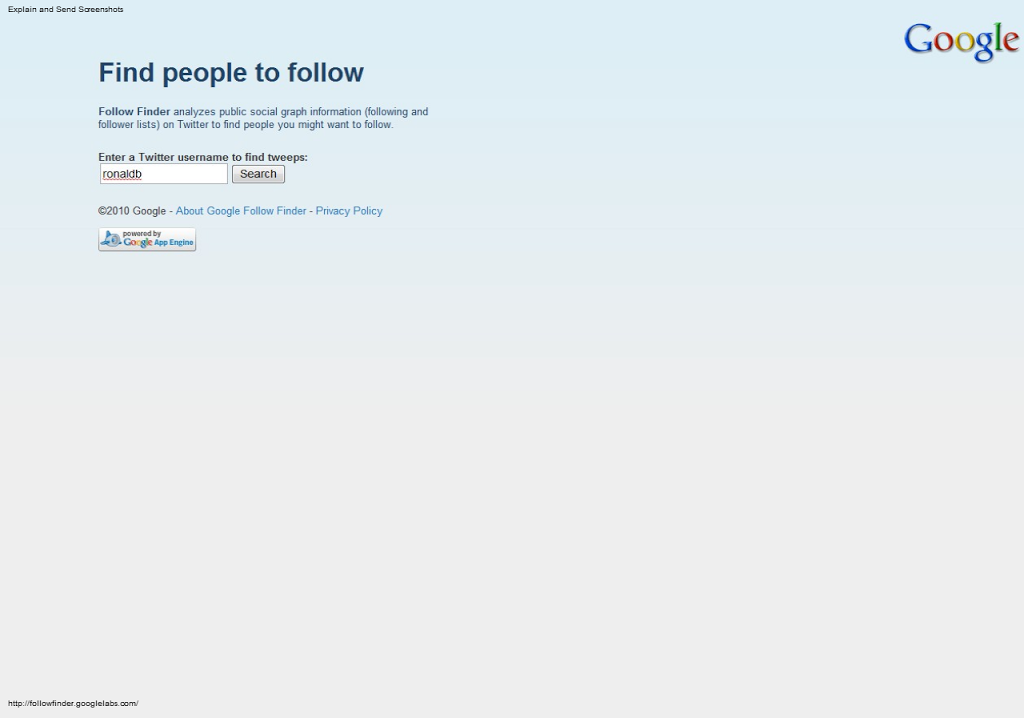 Explain and Send Screenshots
Google
Find people to follow
Follow Finder analyzes public social graph information (following and
follower lists) on Twitter to find people you might want to follow.
Enter a Twitter username to find tweeps:
ronaldb Search
©2010 Google - About Google Follow Finder - Privacy Policy
powered by
Google App Engine
http://followfinder.googlelabs.com/